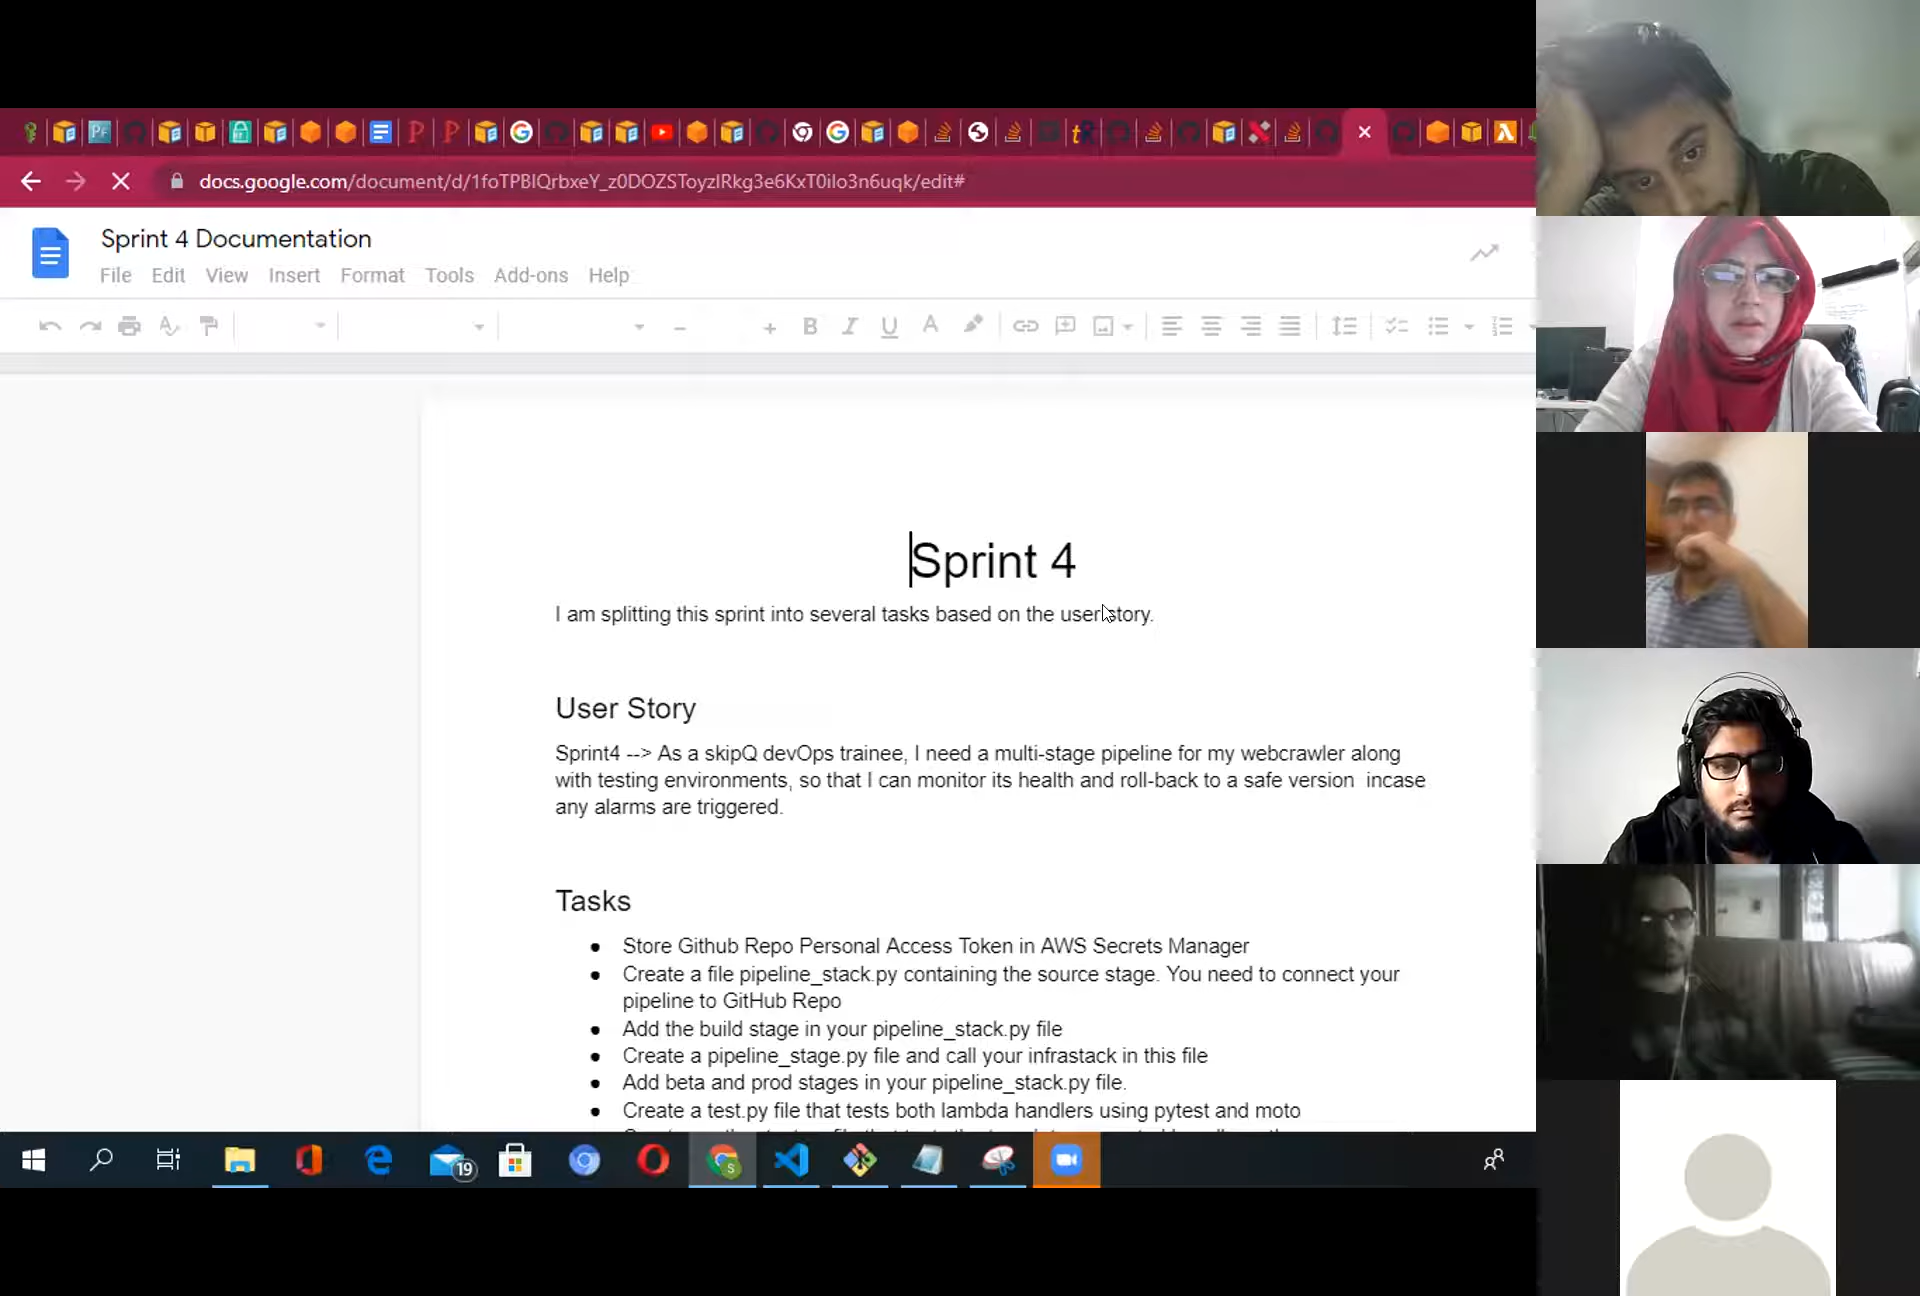 docs.google.com/document/d/1foTPBIQrbxeY_z0DOZSToyzIRkg3e6KxT0ilo3n6uqk/edit#
Sprint 4 Documentation
File Edit View Insert Format Tools Add-ons Help
Sprint 4
I am splitting this sprint into several tasks based on the user story.
User Story
Sprint4 --> As a skipQ devOps trainee, I need a multi-stage pipeline for my webcrawler along
with testing environments, so that I can monitor its health and roll-back to a safe version incase
any alarms are triggered.
Tasks
● Store Github Repo Personal Access Token in AWS Secrets Manager
● Create a file pipeline_stack.py containing the source stage. You need to connect your
pipeline to GitHub Repo
● Add the build stage in your pipeline_stack.py file
● Create a pipeline_stage.py file and call your infrastack in this file
● Add beta and prod stages in your pipeline_stack.py file.
● Create a test.py file that tests both lambda handlers using pytest and moto
19